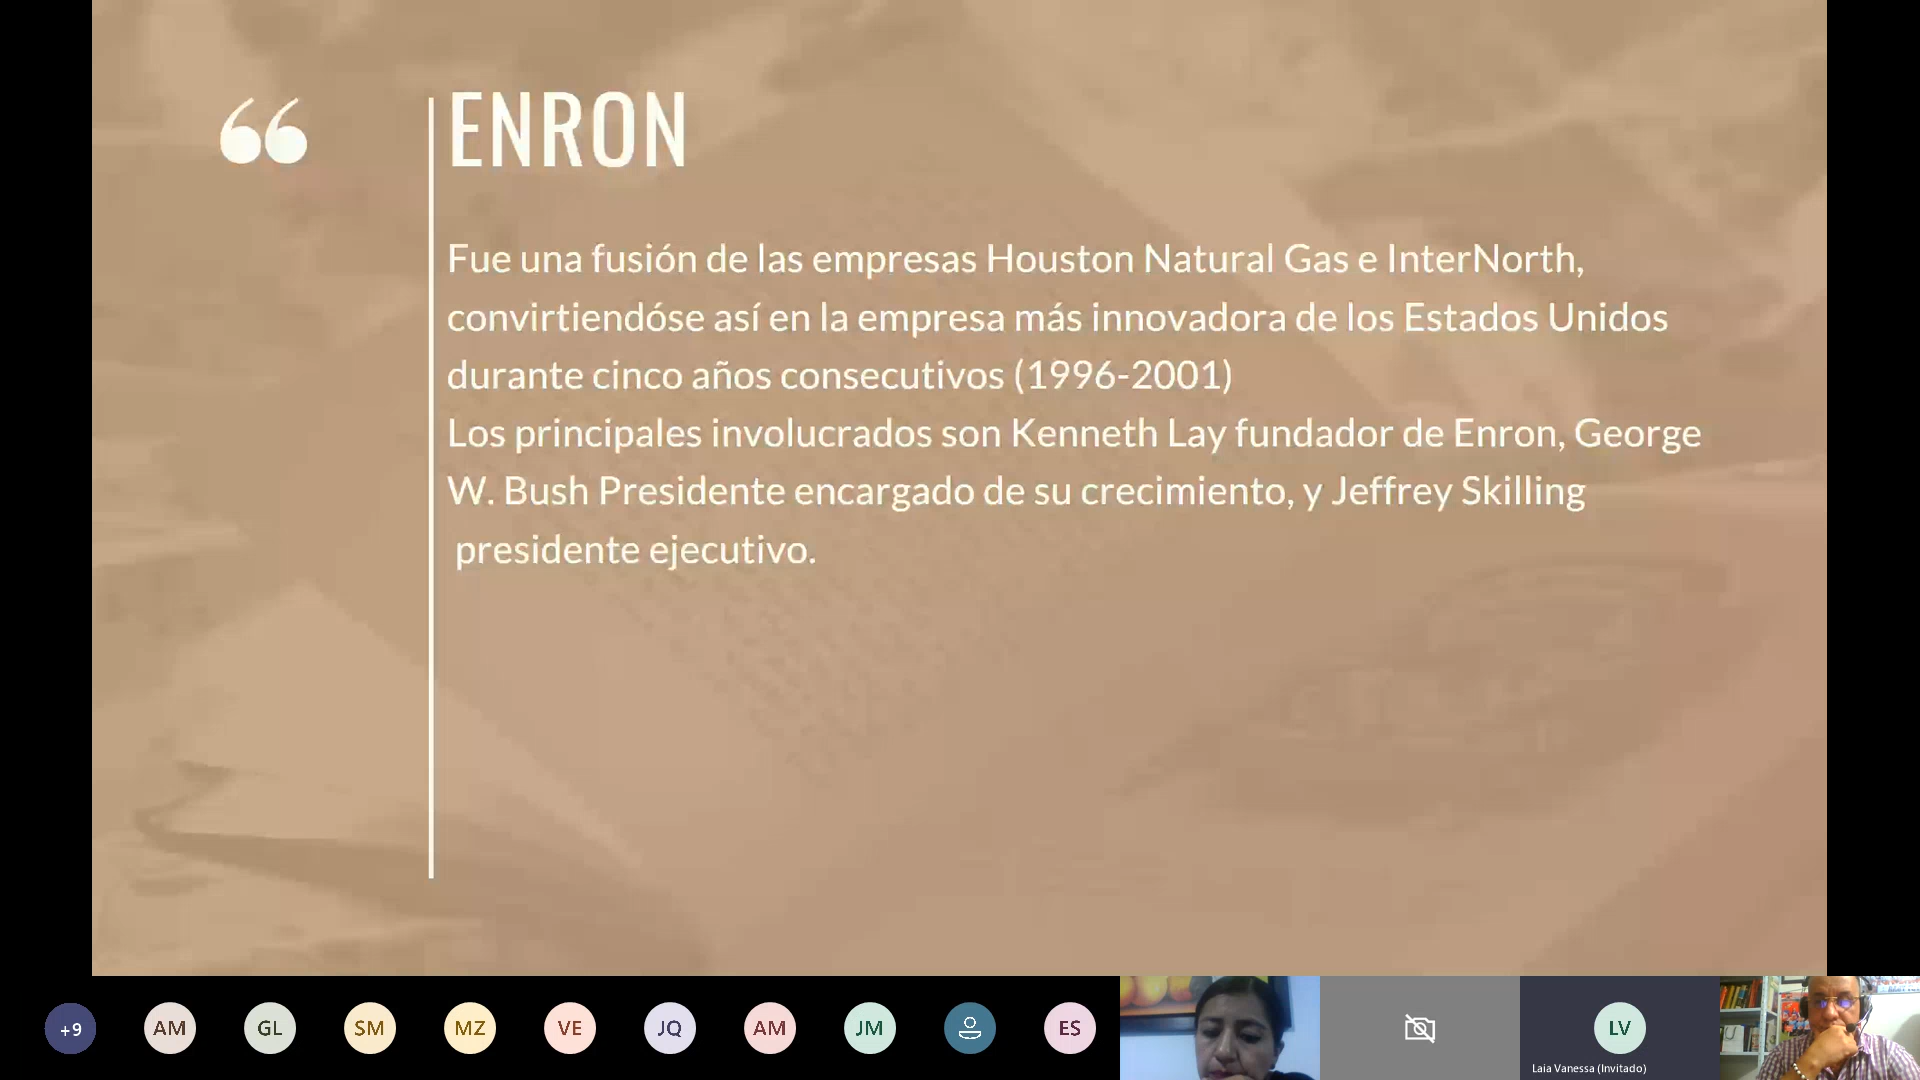 ENRON
Fue una fusión de las empresas Houston Natural Gas e InterNorth,
convirtiendóse así en la empresa más innovadora de los Estados Unidos
durante cinco años consecutivos (1996-2001)
Los principales involucrados son Kenneth Lay fundador de Enron, George
W. Bush Presidente encargado de su crecimiento, y Jeffrey Skilling
presidente ejecutivo.
+9 AM GL SM MZ VE JQ AM JM ES LV
Laia Vanessa (Invitado)